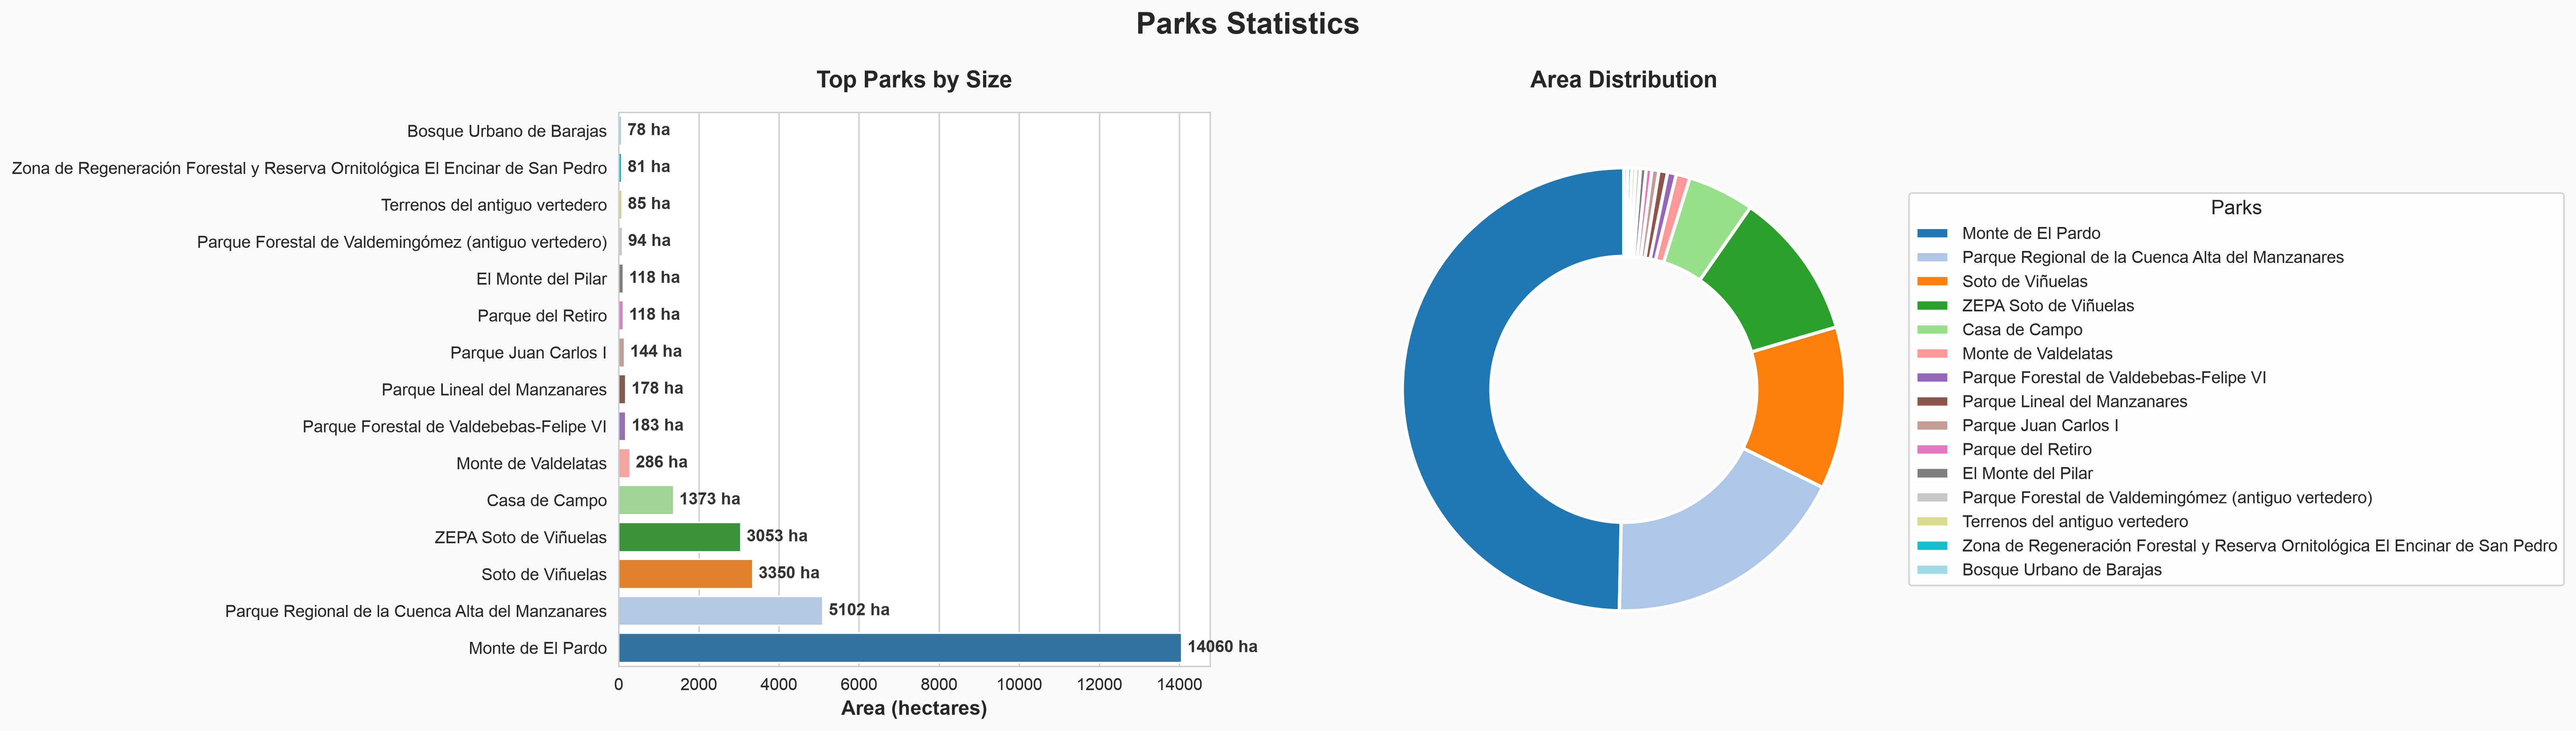 Parks Statistics
Top Parks by Size
Bosque Urbano de Barajas 78 ha
Zona de Regeneración Forestal y Reserva Ornitológica El Encinar de San Pedro 81 ha
Terrenos del antiguo vertedero 85 ha
Parque Forestal de Valdemingómez (antiguo vertedero) 94 ha
El Monte del Pilar 118 ha
Parque del Retiro 118 ha
Parque Juan Carlos I 144 ha
Parque Lineal del Manzanares 178 ha
Parque Forestal de Valdebebas-Felipe VI 183 ha
Monte de Valdelatas 286 ha
Casa de Campo 1373 ha
ZEPA Soto de Viñuelas 3053 ha
Soto de Viñuelas 3350 ha
Parque Regional de la Cuenca Alta del Manzanares 5102 ha
Monte de El Pardo 14060 ha
0 2000 4000 6000 8000 10000 12000 14000
Area (hectares)
Area Distribution
Parks
Monte de El Pardo
Parque Regional de la Cuenca Alta del Manzanares
Soto de Viñuelas
ZEPA Soto de Viñuelas
Casa de Campo
Monte de Valdelatas
Parque Forestal de Valdebebas-Felipe VI
Parque Lineal del Manzanares
Parque Juan Carlos I
Parque del Retiro
El Monte del Pilar
Parque Forestal de Valdemingómez (antiguo vertedero)
Terrenos del antiguo vertedero
Zona de Regeneración Forestal y Reserva Ornitológica El Encinar de San Pedro
Bosque Urbano de Barajas